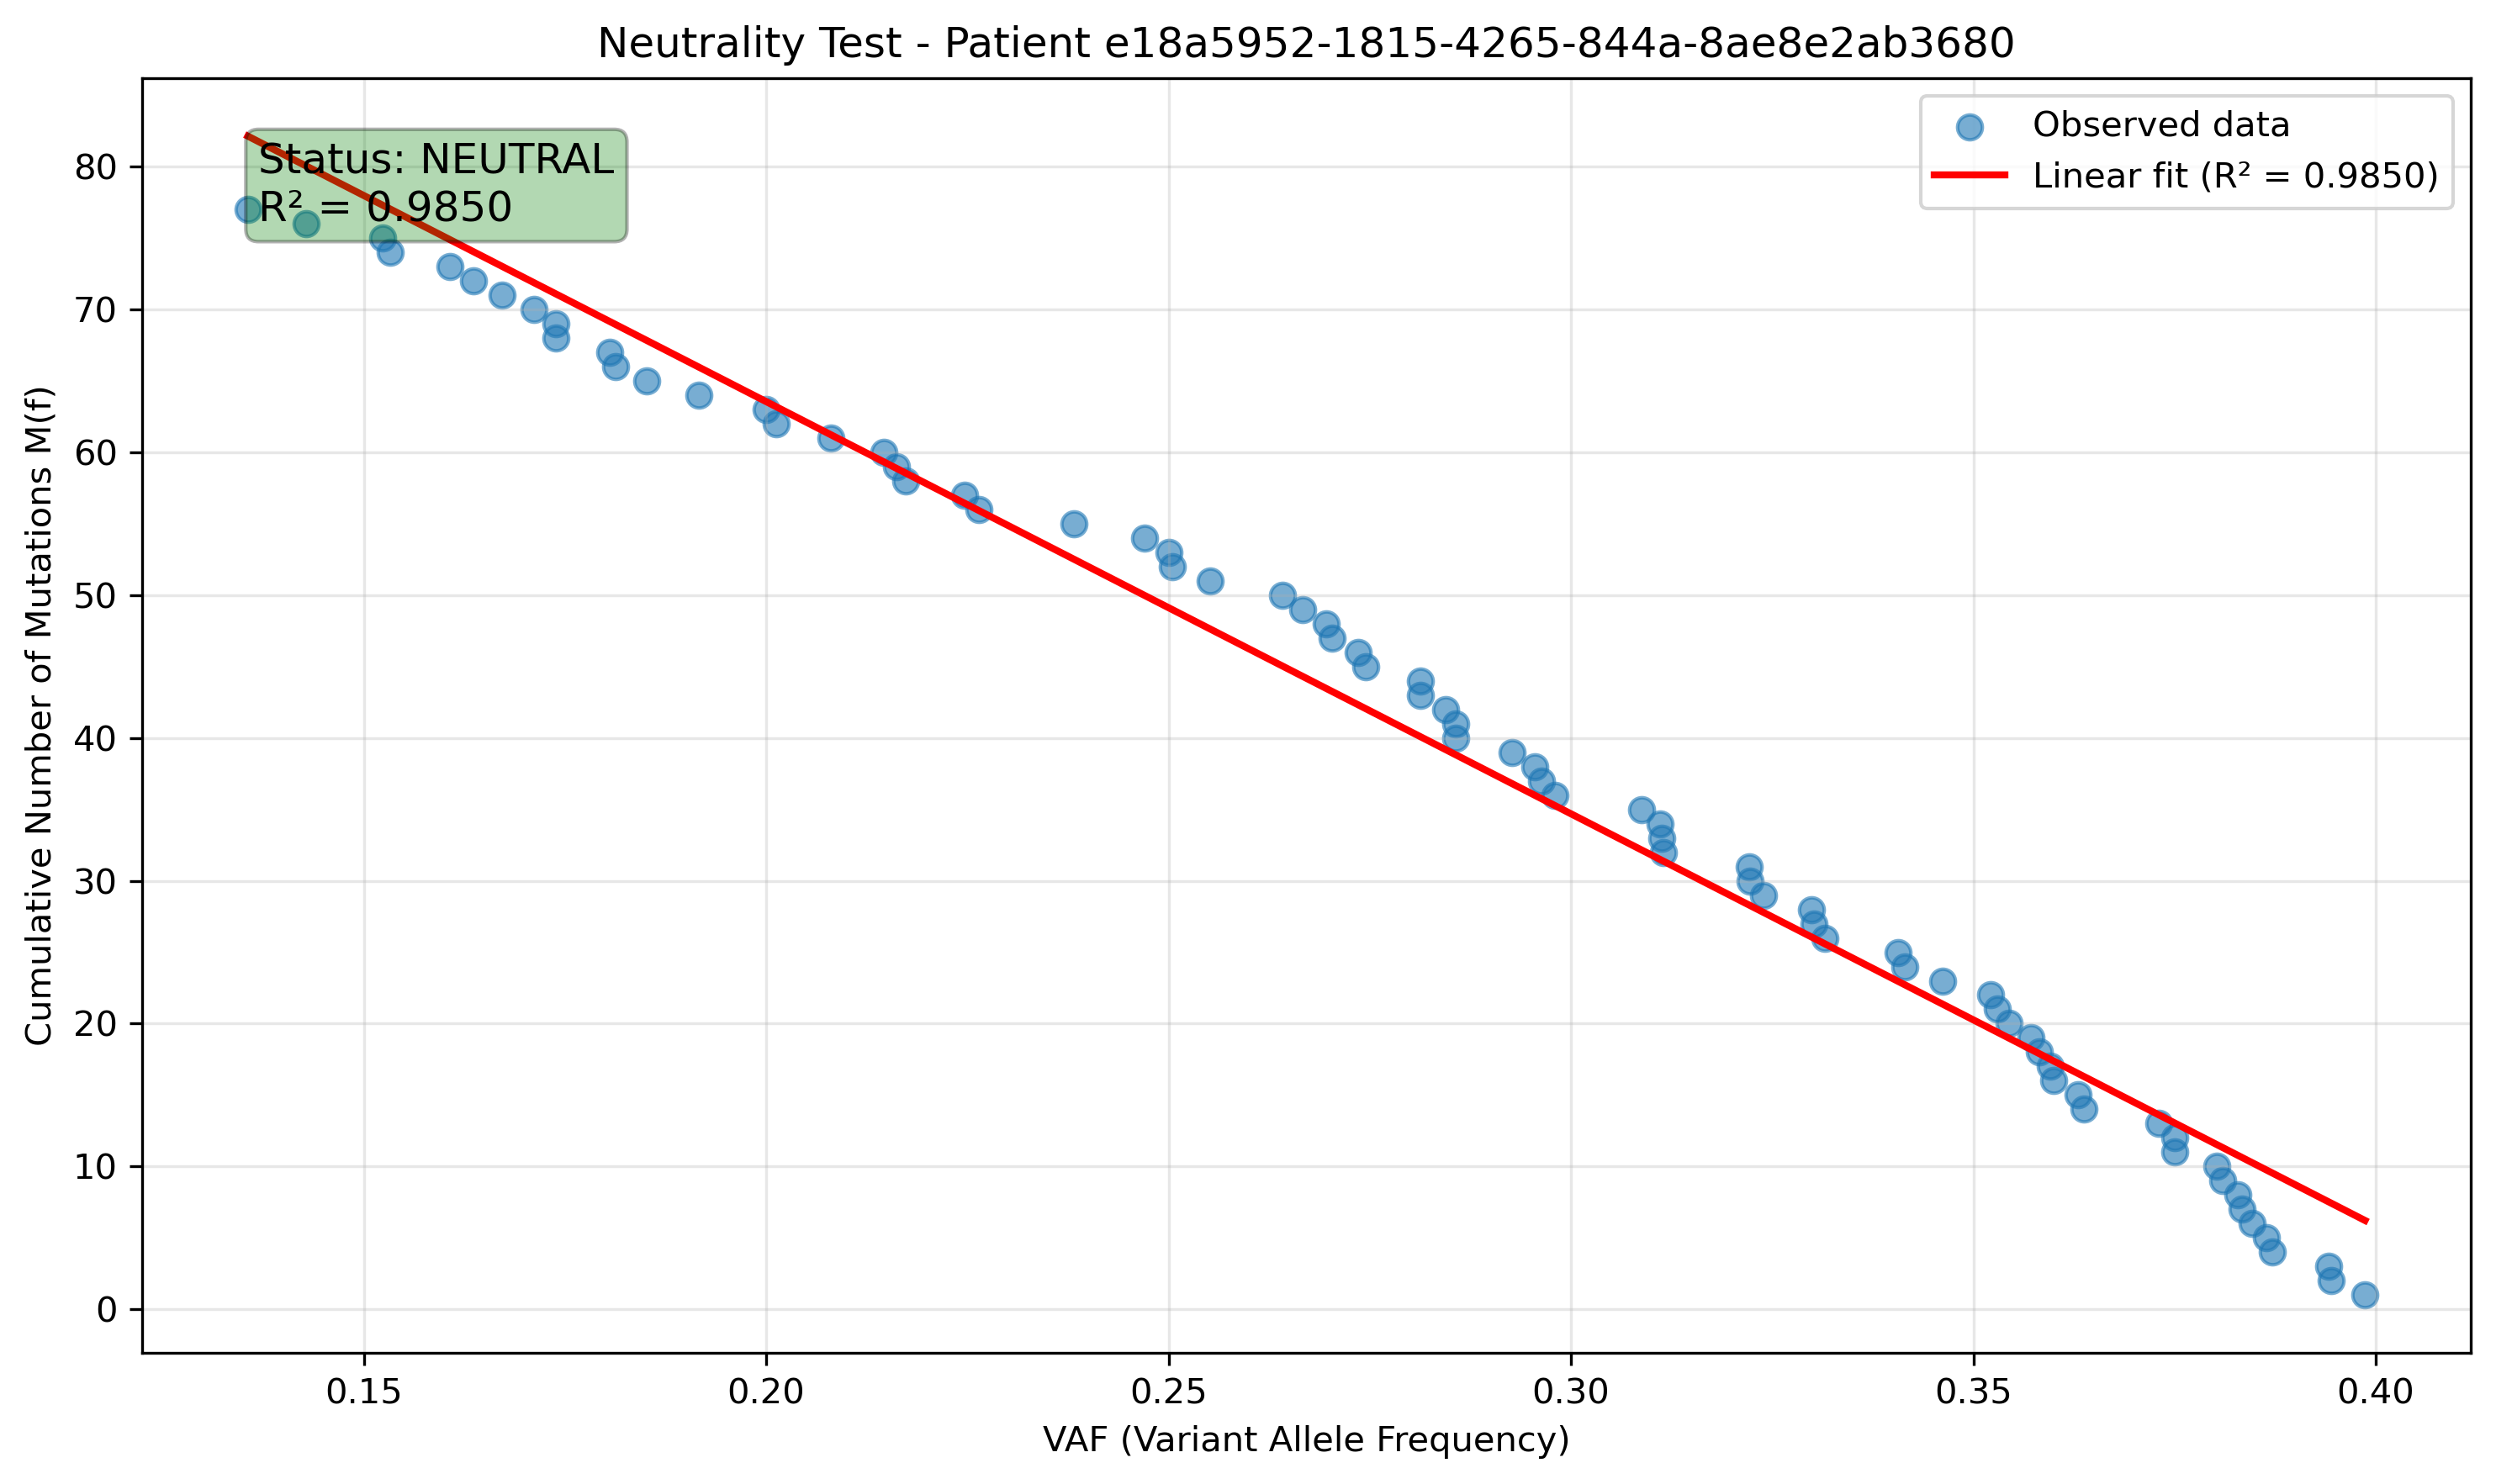 Neutrality Test - Patient e18a5952-1815-4265-844a-8ae8e2ab3680
Status: NEUTRAL
R² = 0.9850
Observed data
Linear fit (R² = 0.9850)
Cumulative Number of Mutations M(f)
80
70
60
50
40
30
20
10
0
0.15 0.20 0.25 0.30 0.35 0.40
VAF (Variant Allele Frequency)